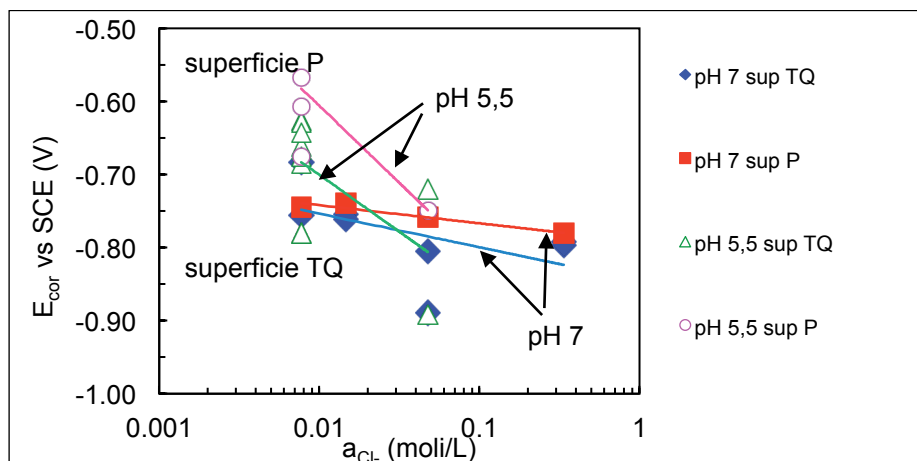 -0.50
-0.60
-0.70
-0.80
-0.90
-1.00
E_cor vs SCE (V)
superficie P
pH 5,5
superficie TQ
pH 7
0.001
0.01
0.1
1
a_Cl- (moli/L)
pH 7 sup TQ
pH 7 sup P
pH 5,5 sup TQ
pH 5,5 sup P